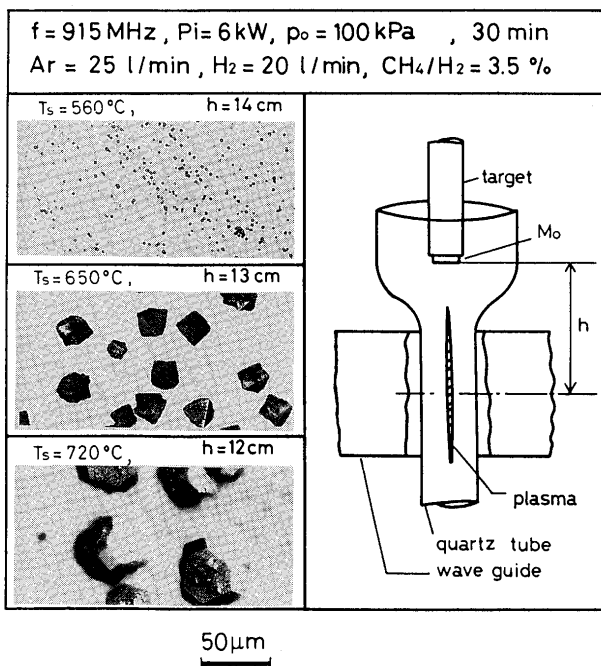 f = 915 MHz , Pi = 6 kW, po = 100 kPa , 30 min
Ar = 25 l/min , H2 = 20 l/min, CH4/H2 = 3.5 %
Ts = 560°C , h = 14 cm
Ts = 650°C , h = 13 cm
Ts = 720°C , h = 12 cm
target
Mo
h
plasma
quartz tube
wave guide
50μm